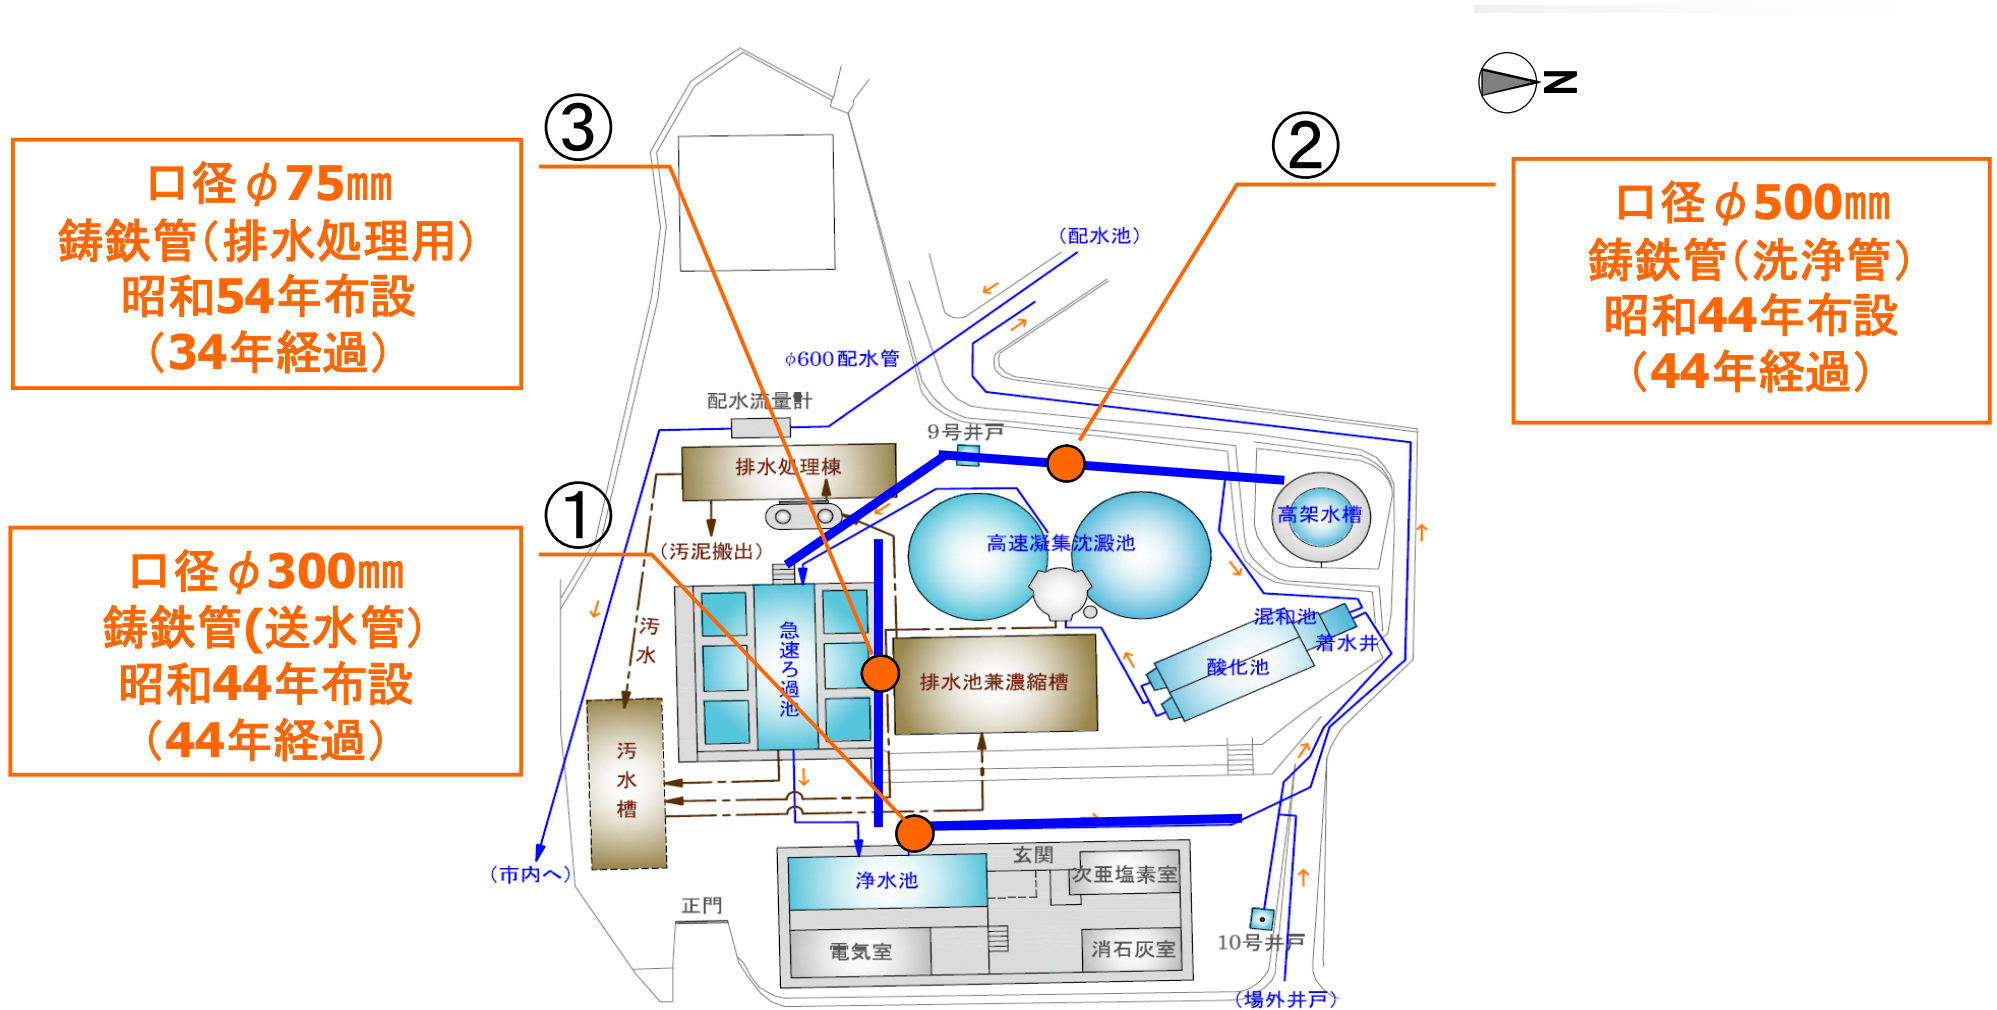 N
③
口径φ75㎜
鋳鉄管（排水処理用）
昭和54年布設
（34年経過）
②
口径φ500㎜
鋳鉄管（洗浄管）
昭和44年布設
（44年経過）
①
口径φ300㎜
鋳鉄管(送水管）
昭和44年布設
（44年経過）
（配水池）
φ600配水管
配水流量計
9号井戸
排水処理棟
（汚泥搬出）
高速凝集沈澱池
高架水槽
混和池
着水井
酸化池
急速ろ過池
汚水
排水池兼濃縮槽
汚水槽
（市内へ）
浄水池
玄関
次亜塩素室
正門
電気室
消石灰室
10号井戸
（場外井戸）